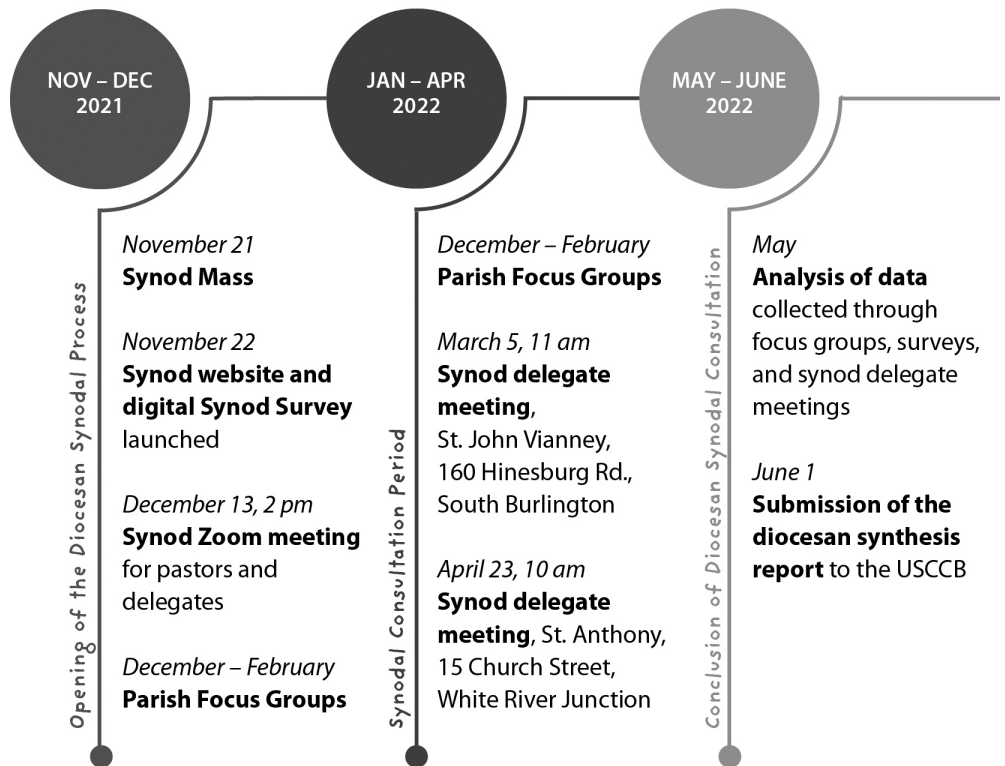 NOV – DEC
2021
Opening of the Diocesan Synodal Process
November 21
Synod Mass
November 22
Synod website and
digital Synod Survey
launched
December 13, 2 pm
Synod Zoom meeting
for pastors and
delegates
December – February
Parish Focus Groups
JAN – APR
2022
Synodal Consultation Period
December – February
Parish Focus Groups
March 5, 11 am
Synod delegate
meeting,
St. John Vianney,
160 Hinesburg Rd.,
South Burlington
April 23, 10 am
Synod delegate
meeting, St. Anthony,
15 Church Street,
White River Junction
MAY – JUNE
2022
Conclusion of Diocesan Synodal Consultation
May
Analysis of data
collected through
focus groups, surveys,
and synod delegate
meetings
June 1
Submission of the
diocesan synthesis
report to the USCCB